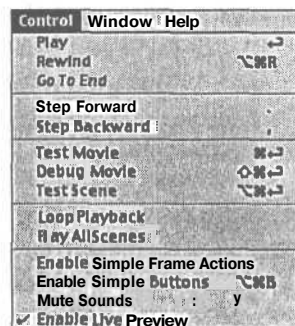 Control Window Help
Play
Rewind ⌥⌘R
Go To End
Step Forward .
Step Backward ,
Test Movie ⌘↩
Debug Movie ⇧⌘↩
Test Scene ⌥⌘↩
Loop Playback
Play All Scenes
Enable Simple Frame Actions
Enable Simple Buttons ⌥⌘B
Mute Sounds
✓ Enable Live Preview